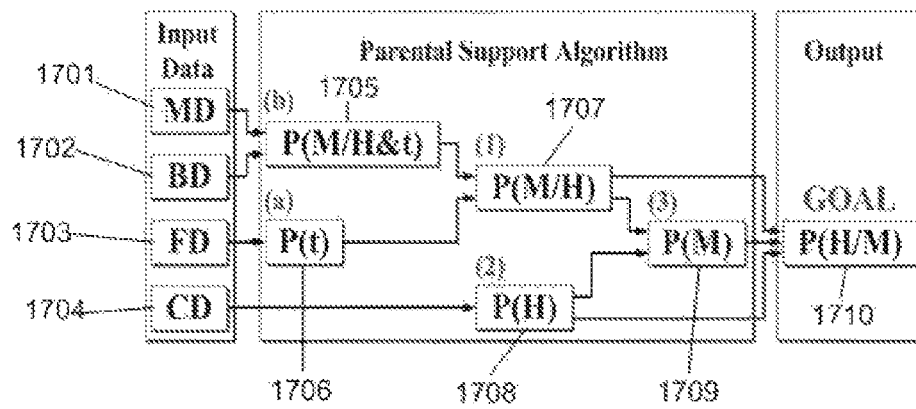 Input
Data
Parental Support Algorithm
Output
1701
MD
(b)
1705
P(M/H&t)
1707
1702
BD
(1)
P(M/H)
(a)
(3)
GOAL
1703
FD
P(t)
P(M)
P(H/M)
(2)
1704
CD
P(H)
1710
1706
1708
1709